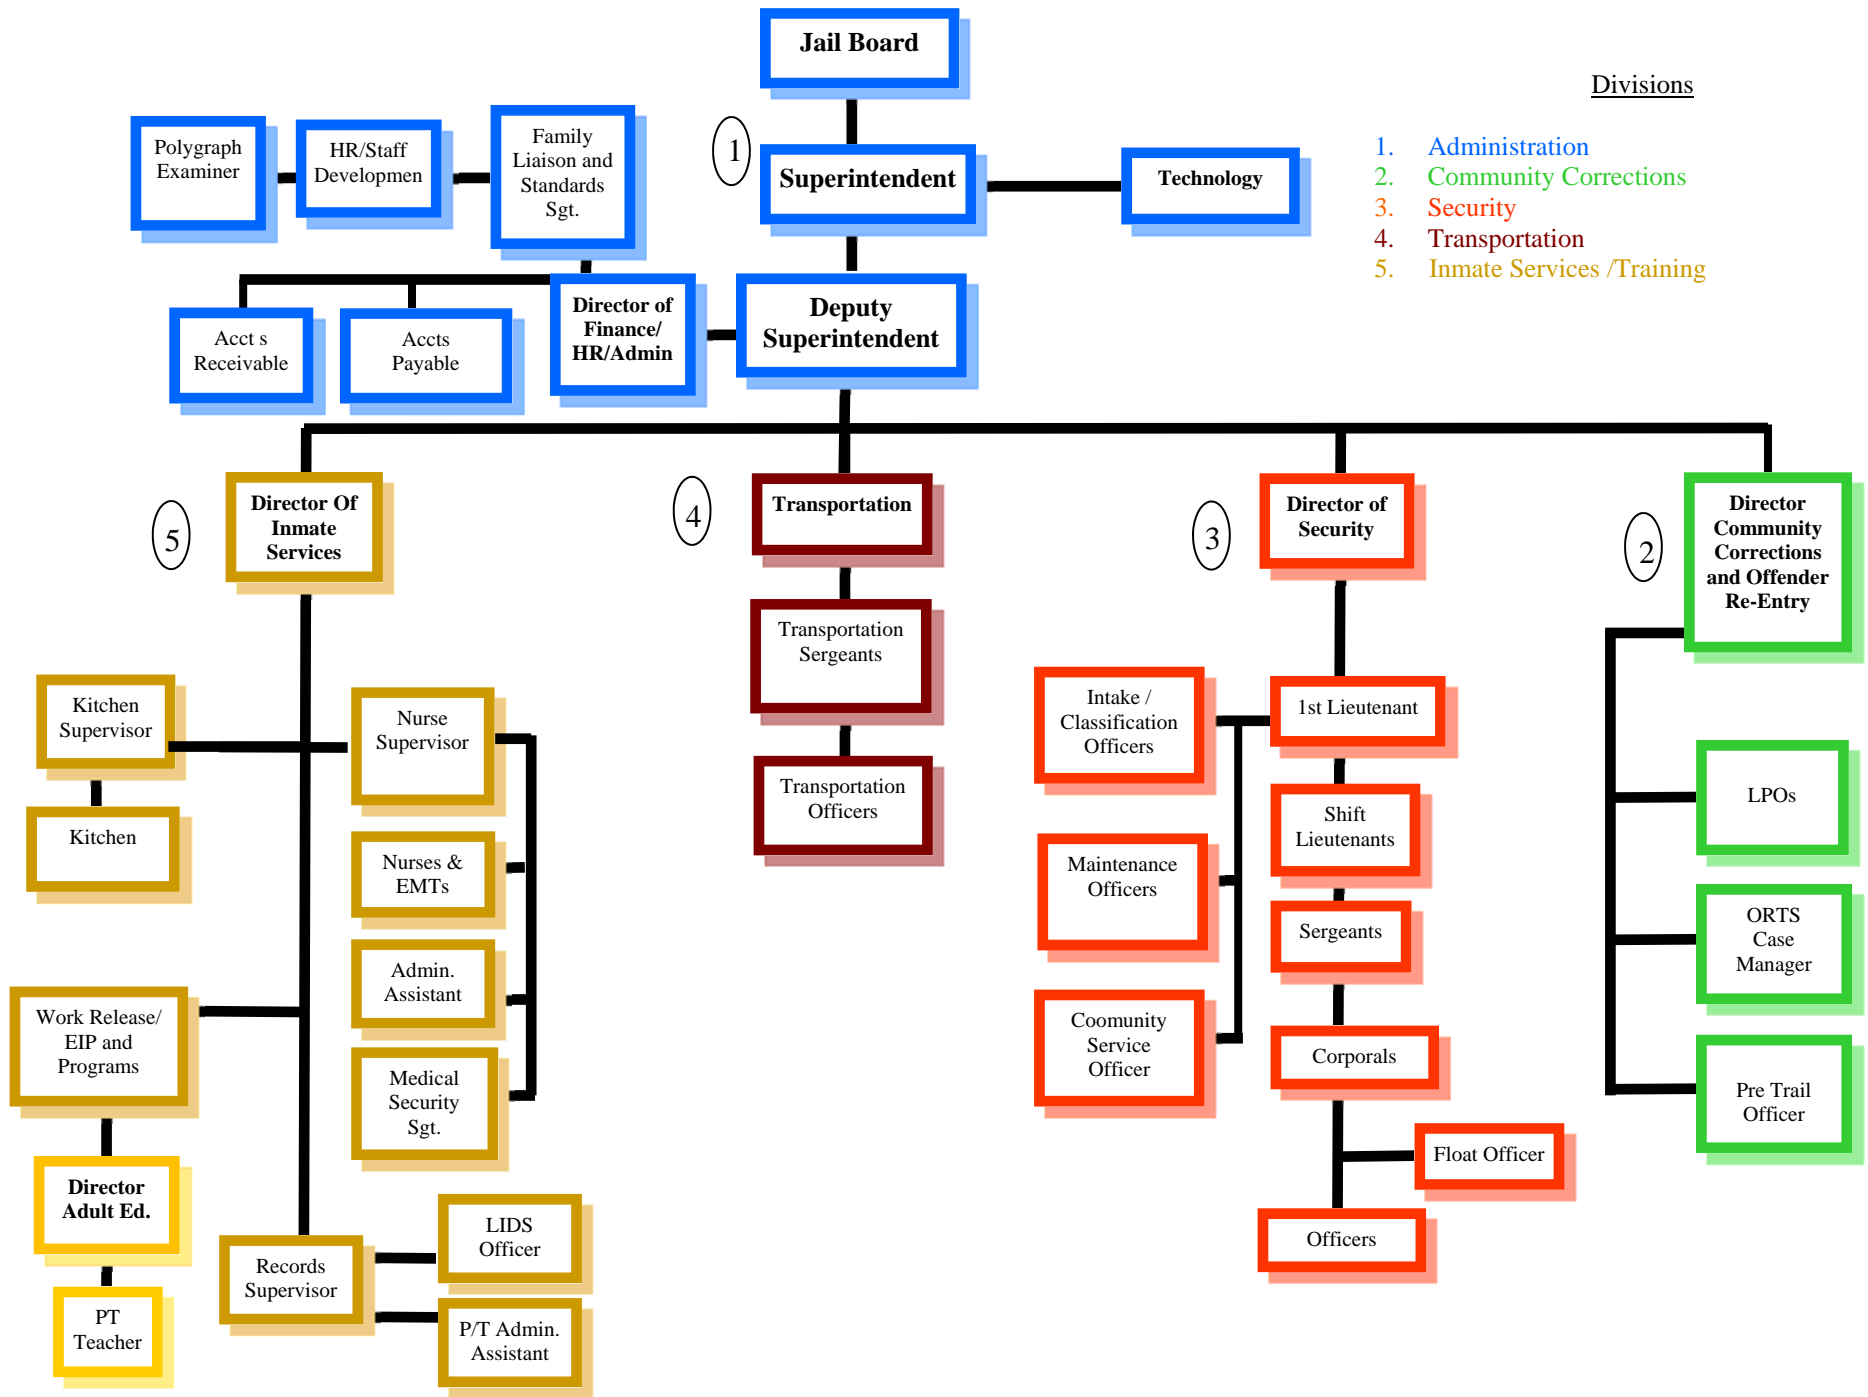 Jail Board
Divisions
1. Administration
2. Community Corrections
3. Security
4. Transportation
5. Inmate Services /Training
Polygraph
Examiner
HR/Staff
Developmen
Family
Liaison and
Standards
Sgt.
1
Superintendent
Technology
Acct s
Receivable
Accts
Payable
Director of
Finance/
HR/Admin
Deputy
Superintendent
5
Director Of
Inmate
Services
4
Transportation
3
Director of
Security
2
Director
Community
Corrections
and Offender
Re-Entry
Kitchen
Supervisor
Kitchen
Nurse
Supervisor
Nurses &
EMTs
Admin.
Assistant
Medical
Security
Sgt.
Work Release/
EIP and
Programs
Director
Adult Ed.
PT
Teacher
Records
Supervisor
LIDS
Officer
P/T Admin.
Assistant
Transportation
Sergeants
Transportation
Officers
Intake /
Classification
Officers
Maintenance
Officers
Coomunity
Service
Officer
1st Lieutenant
Shift
Lieutenants
Sergeants
Corporals
Float Officer
Officers
LPOs
ORTS
Case
Manager
Pre Trail
Officer